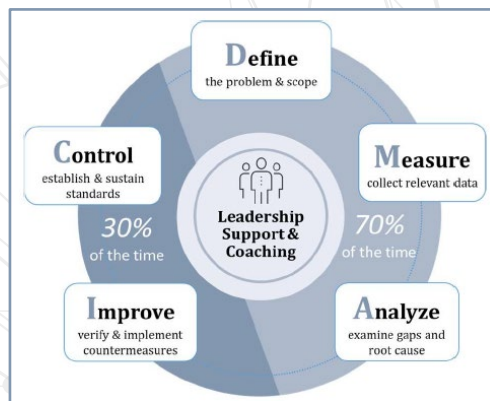 Define
the problem & scope
Measure
collect relevant data
Analyze
examine gaps and
root cause
Improve
verify & implement
countermeasures
Control
establish & sustain
standards
Leadership
Support &
Coaching
30%
of the time
70%
of the time